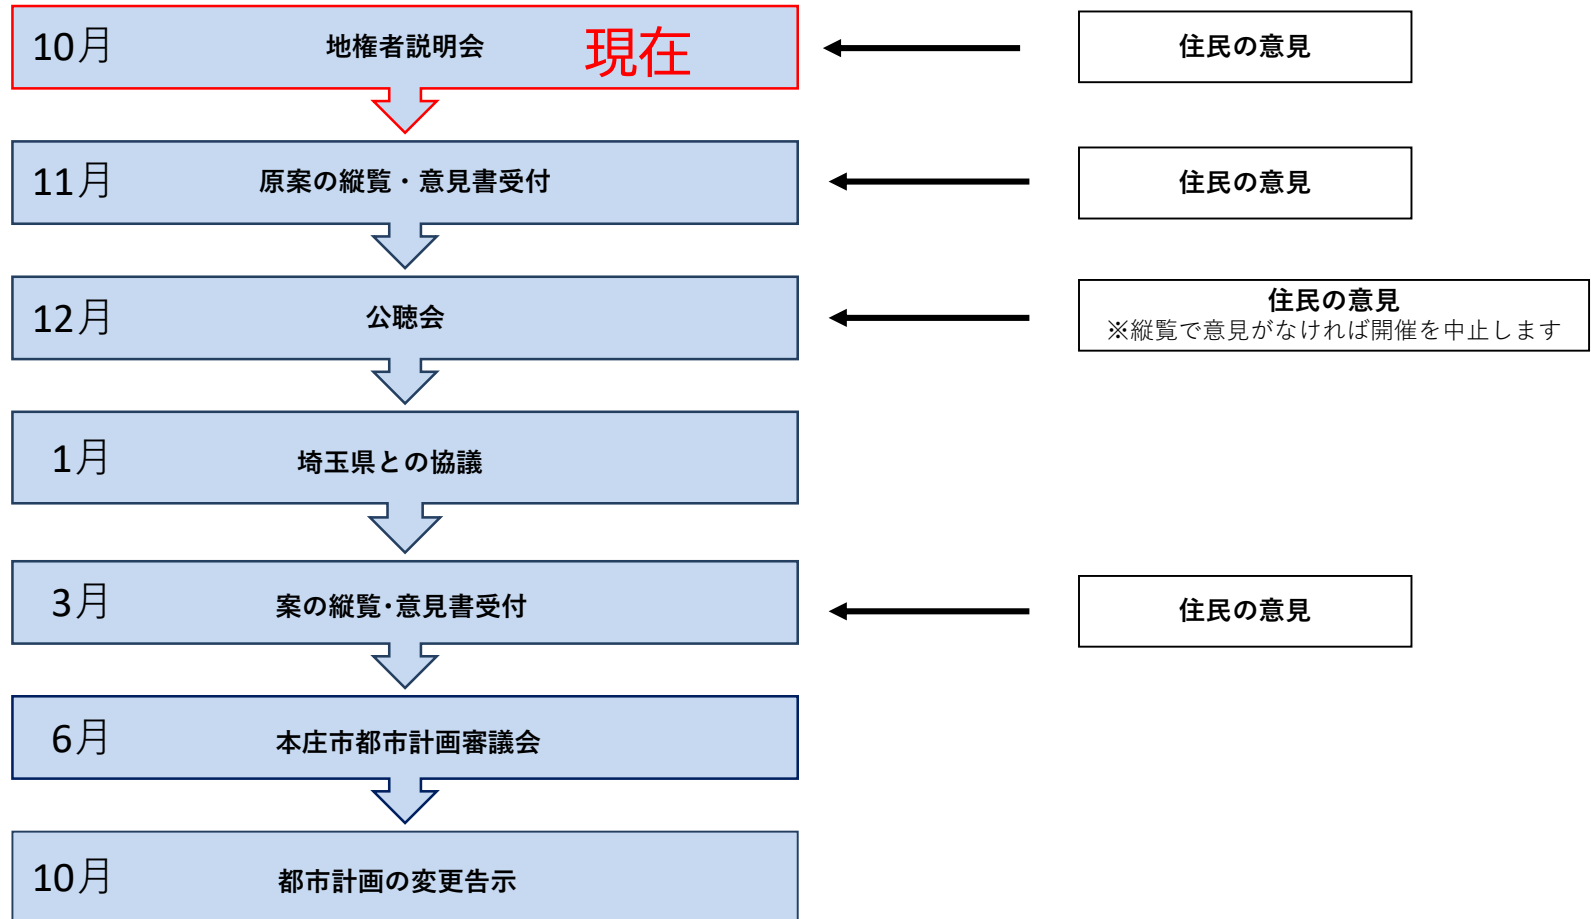 10月 地権者説明会 現在 住民の意見
11月 原案の縦覧・意見書受付 住民の意見
12月 公聴会 住民の意見
※縦覧で意見がなければ開催を中止します
1月 埼玉県との協議
3月 案の縦覧・意見書受付 住民の意見
6月 本庄市都市計画審議会
10月 都市計画の変更告示